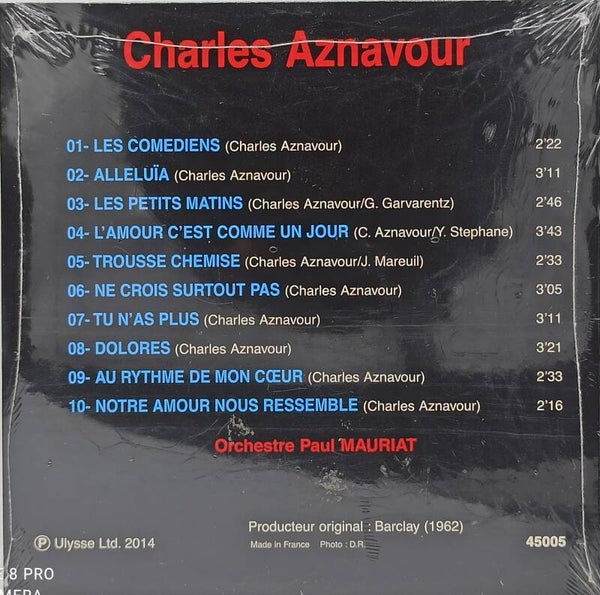 Charles Aznavour
01- LES COMEDIENS (Charles Aznavour) 2'22
02- ALLELUÏA (Charles Aznavour) 3'11
03- LES PETITS MATINS (Charles Aznavour/G. Garvarentz) 2'46
04- L'AMOUR C'EST COMME UN JOUR (C. Aznavour/Y. Stephane) 3'43
05- TROUSSE CHEMISE (Charles Aznavour/J. Mareuil) 2'33
06- NE CROIS SURTOUT PAS (Charles Aznavour) 3'05
07- TU N'AS PLUS (Charles Aznavour) 3'11
08- DOLORES (Charles Aznavour) 3'21
09- AU RYTHME DE MON CŒUR (Charles Aznavour) 2'33
10- NOTRE AMOUR NOUS RESSEMBLE (Charles Aznavour) 2'16
Orchestre Paul MAURIAT
Producteur original : Barclay (1962)
Ⓟ Ulysse Ltd. 2014 Made in France Photo : D.R. 45005
8 PRO